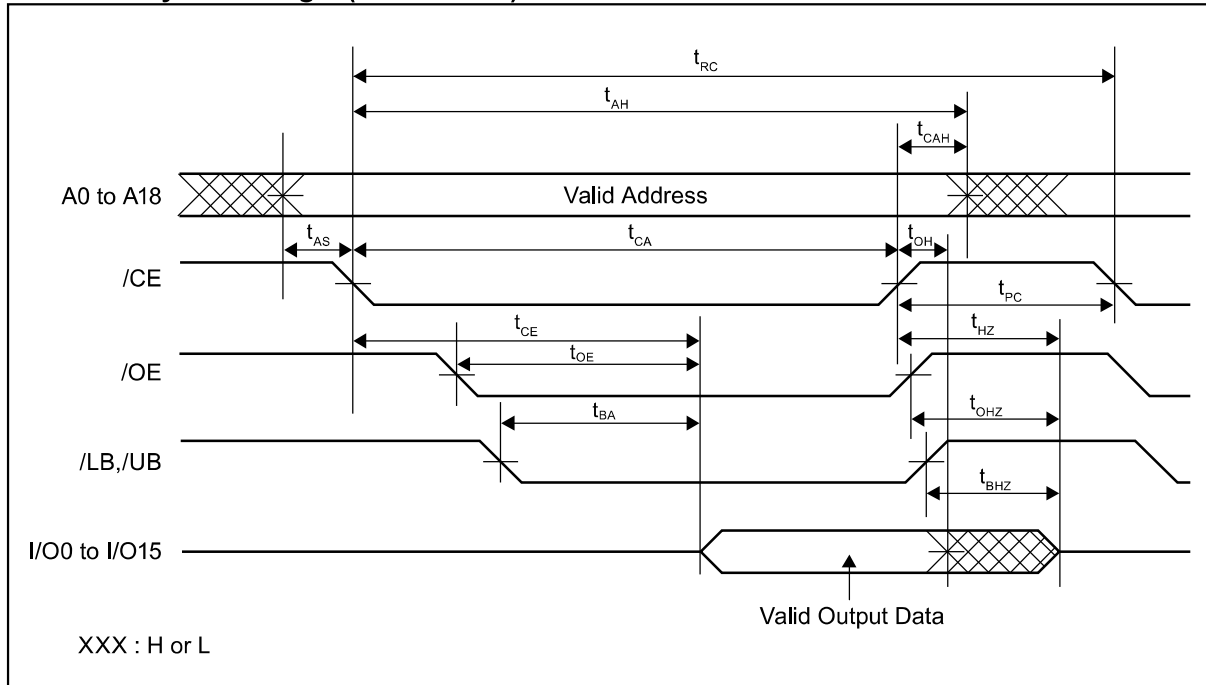 tRC
tAH
tCAH
A0 to A18
Valid Address
tAS
tCA
tOH
/CE
tPC
tCE
tHZ
/OE
tOE
tOHZ
tBA
/LB,/UB
tBHZ
I/O0 to I/O15
Valid Output Data
XXX : H or L